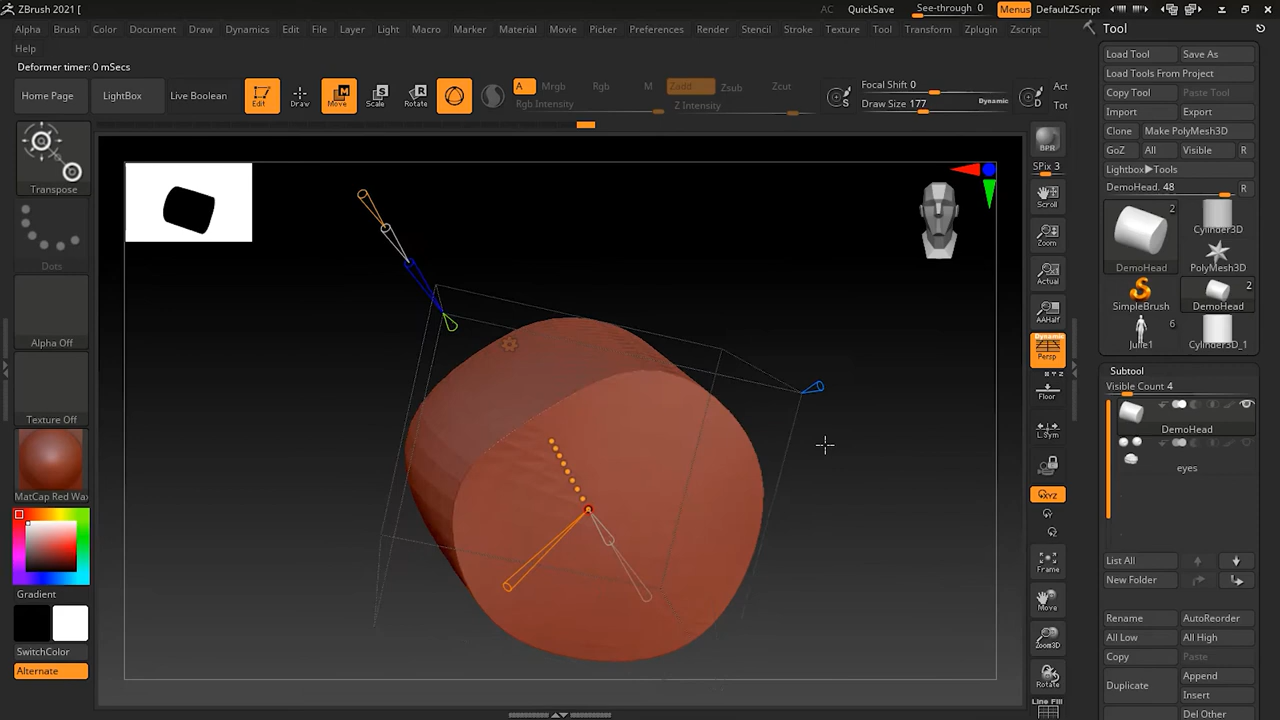 ZBrush 2021 [
AC
QuickSave
See-through 0
Menus
DefaultZScript
Alpha
Brush
Color
Document
Draw
Dynamics
Edit
File
Layer
Light
Macro
Marker
Material
Movie
Picker
Preferences
Render
Stencil
Stroke
Texture
Tool
Transform
Zplugin
Zscript
Help
Deformer timer: 0 mSecs
Home Page
LightBox
Live Boolean
Edit
Draw
Move
Scale
Rotate
A
Mrgb
Rgb
M
Rgb Intensity
Zadd
Zsub
Zcut
Z Intensity
S
Focal Shift 0
Draw Size 177
Dynamic
D
Act
Tot
Transpose
Dots
Alpha Off
Texture Off
MatCap Red Wax
Gradient
SwitchColor
Alternate
BPR
SPix 3
Scroll
Zoom
Actual
AAHalf
Dynamic
Persp
Floor
L.Sym
XYZ
Frame
Move
Zoom3D
Rotate
Line Fill
Tool
Load Tool
Save As
Load Tools From Project
Copy Tool
Paste Tool
Import
Export
Clone
Make PolyMesh3D
GoZ
All
Visible
R
Lightbox▶Tools
DemoHead. 48
R
2
DemoHead
Cylinder3D
PolyMesh3D
SimpleBrush
2
DemoHead
6
Julie1
Cylinder3D_1
Subtool
Visible Count 4
DemoHead
eyes
List All
New Folder
Rename
AutoReorder
All Low
All High
Copy
Paste
Duplicate
Append
Insert
Del Other